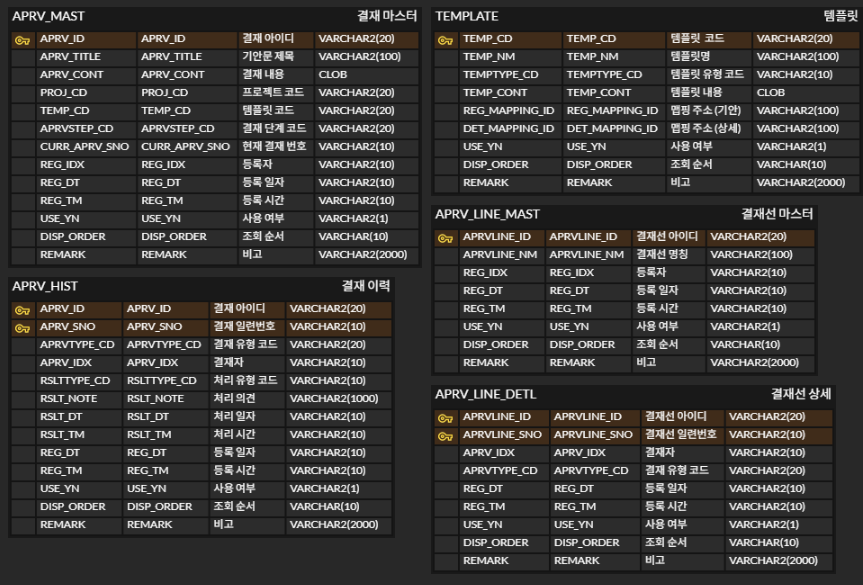 APRV_MAST 결재 마스터
APRV_ID APRV_ID 결재 아이디 VARCHAR2(20)
APRV_TITLE APRV_TITLE 기안문 제목 VARCHAR2(100)
APRV_CONT APRV_CONT 결재 내용 CLOB
PROJ_CD PROJ_CD 프로젝트 코드 VARCHAR2(20)
TEMP_CD TEMP_CD 템플릿 코드 VARCHAR2(20)
APRVSTEP_CD APRVSTEP_CD 결재 단계 코드 VARCHAR2(20)
CURR_APRV_SNO CURR_APRV_SNO 현재 결재 번호 VARCHAR2(10)
REG_IDX REG_IDX 등록자 VARCHAR2(10)
REG_DT REG_DT 등록 일자 VARCHAR2(10)
REG_TM REG_TM 등록 시간 VARCHAR2(10)
USE_YN USE_YN 사용 여부 VARCHAR2(1)
DISP_ORDER DISP_ORDER 조회 순서 VARCHAR(10)
REMARK REMARK 비고 VARCHAR2(2000)
APRV_HIST 결재 이력
APRV_ID APRV_ID 결재 아이디 VARCHAR2(20)
APRV_SNO APRV_SNO 결재 일련번호 VARCHAR2(10)
APRVTYPE_CD APRVTYPE_CD 결재 유형 코드 VARCHAR2(20)
APRV_IDX APRV_IDX 결재자 VARCHAR2(10)
RSLTTYPE_CD RSLTTYPE_CD 처리 유형 코드 VARCHAR2(10)
RSLT_NOTE RSLT_NOTE 처리 의견 VARCHAR2(1000)
RSLT_DT RSLT_DT 처리 일자 VARCHAR2(10)
RSLT_TM RSLT_TM 처리 시간 VARCHAR2(10)
REG_DT REG_DT 등록 일자 VARCHAR2(10)
REG_TM REG_TM 등록 시간 VARCHAR2(10)
USE_YN USE_YN 사용 여부 VARCHAR2(1)
DISP_ORDER DISP_ORDER 조회 순서 VARCHAR(10)
REMARK REMARK 비고 VARCHAR2(2000)
TEMPLATE 템플릿
TEMP_CD TEMP_CD 템플릿 코드 VARCHAR2(20)
TEMP_NM TEMP_NM 템플릿명 VARCHAR2(100)
TEMPTYPE_CD TEMPTYPE_CD 템플릿 유형 코드 VARCHAR2(10)
TEMP_CONT TEMP_CONT 템플릿 내용 CLOB
REG_MAPPING_ID REG_MAPPING_ID 맵핑 주소 (기안) VARCHAR2(100)
DET_MAPPING_ID DET_MAPPING_ID 맵핑 주소 (상세) VARCHAR2(100)
USE_YN USE_YN 사용 여부 VARCHAR2(1)
DISP_ORDER DISP_ORDER 조회 순서 VARCHAR(10)
REMARK REMARK 비고 VARCHAR2(2000)
APRV_LINE_MAST 결재선 마스터
APRVLINE_ID APRVLINE_ID 결재선 아이디 VARCHAR2(20)
APRVLINE_NM APRVLINE_NM 결재선 명칭 VARCHAR2(100)
REG_IDX REG_IDX 등록자 VARCHAR2(10)
REG_DT REG_DT 등록 일자 VARCHAR2(10)
REG_TM REG_TM 등록 시간 VARCHAR2(10)
USE_YN USE_YN 사용 여부 VARCHAR2(1)
DISP_ORDER DISP_ORDER 조회 순서 VARCHAR(10)
REMARK REMARK 비고 VARCHAR2(2000)
APRV_LINE_DETL 결재선 상세
APRVLINE_ID APRVLINE_ID 결재선 아이디 VARCHAR2(20)
APRVLINE_SNO APRVLINE_SNO 결재선 일련번호 VARCHAR2(10)
APRV_IDX APRV_IDX 결재자 VARCHAR2(10)
APRVTYPE_CD APRVTYPE_CD 결재 유형 코드 VARCHAR2(20)
REG_DT REG_DT 등록 일자 VARCHAR2(10)
REG_TM REG_TM 등록 시간 VARCHAR2(10)
USE_YN USE_YN 사용 여부 VARCHAR2(1)
DISP_ORDER DISP_ORDER 조회 순서 VARCHAR(10)
REMARK REMARK 비고 VARCHAR2(2000)